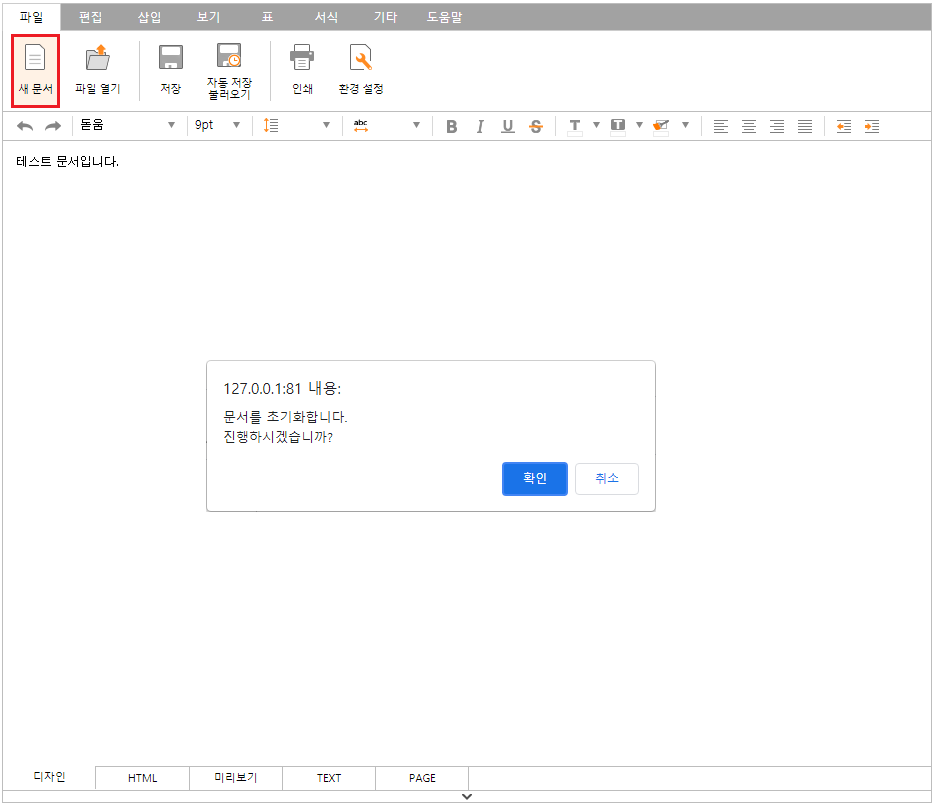 파일 편집 삽입 보기 표 서식 기타 도움말
새 문서 파일 열기 저장 자동 저장 불러오기 인쇄 환경 설정
돋움 9pt abc B I U S T T
테스트 문서입니다.
127.0.0.1:81 내용:
문서를 초기화합니다.
진행하시겠습니까?
확인 취소
디자인 HTML 미리보기 TEXT PAGE